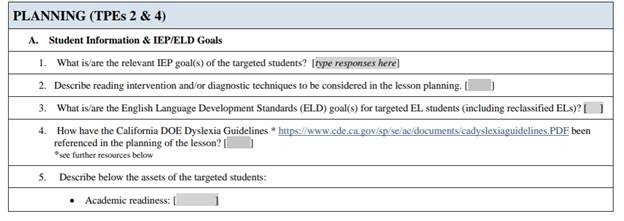 PLANNING (TPEs 2 & 4)
A. Student Information & IEP/ELD Goals
1. What is/are the relevant IEP goal(s) of the targeted students? [type responses here]
2. Describe reading intervention and/or diagnostic techniques to be considered in the lesson planning. [ ]
3. What is/are the English Language Development Standards (ELD) goal(s) for targeted EL students (including reclassified ELs)? [ ]
4. How have the California DOE Dyslexia Guidelines * https://www.cde.ca.gov/sp/se/ac/documents/cadyslexiaguidelines.PDF been
referenced in the planning of the lesson? [ ]
*see further resources below
5. Describe below the assets of the targeted students:
• Academic readiness: [ ]